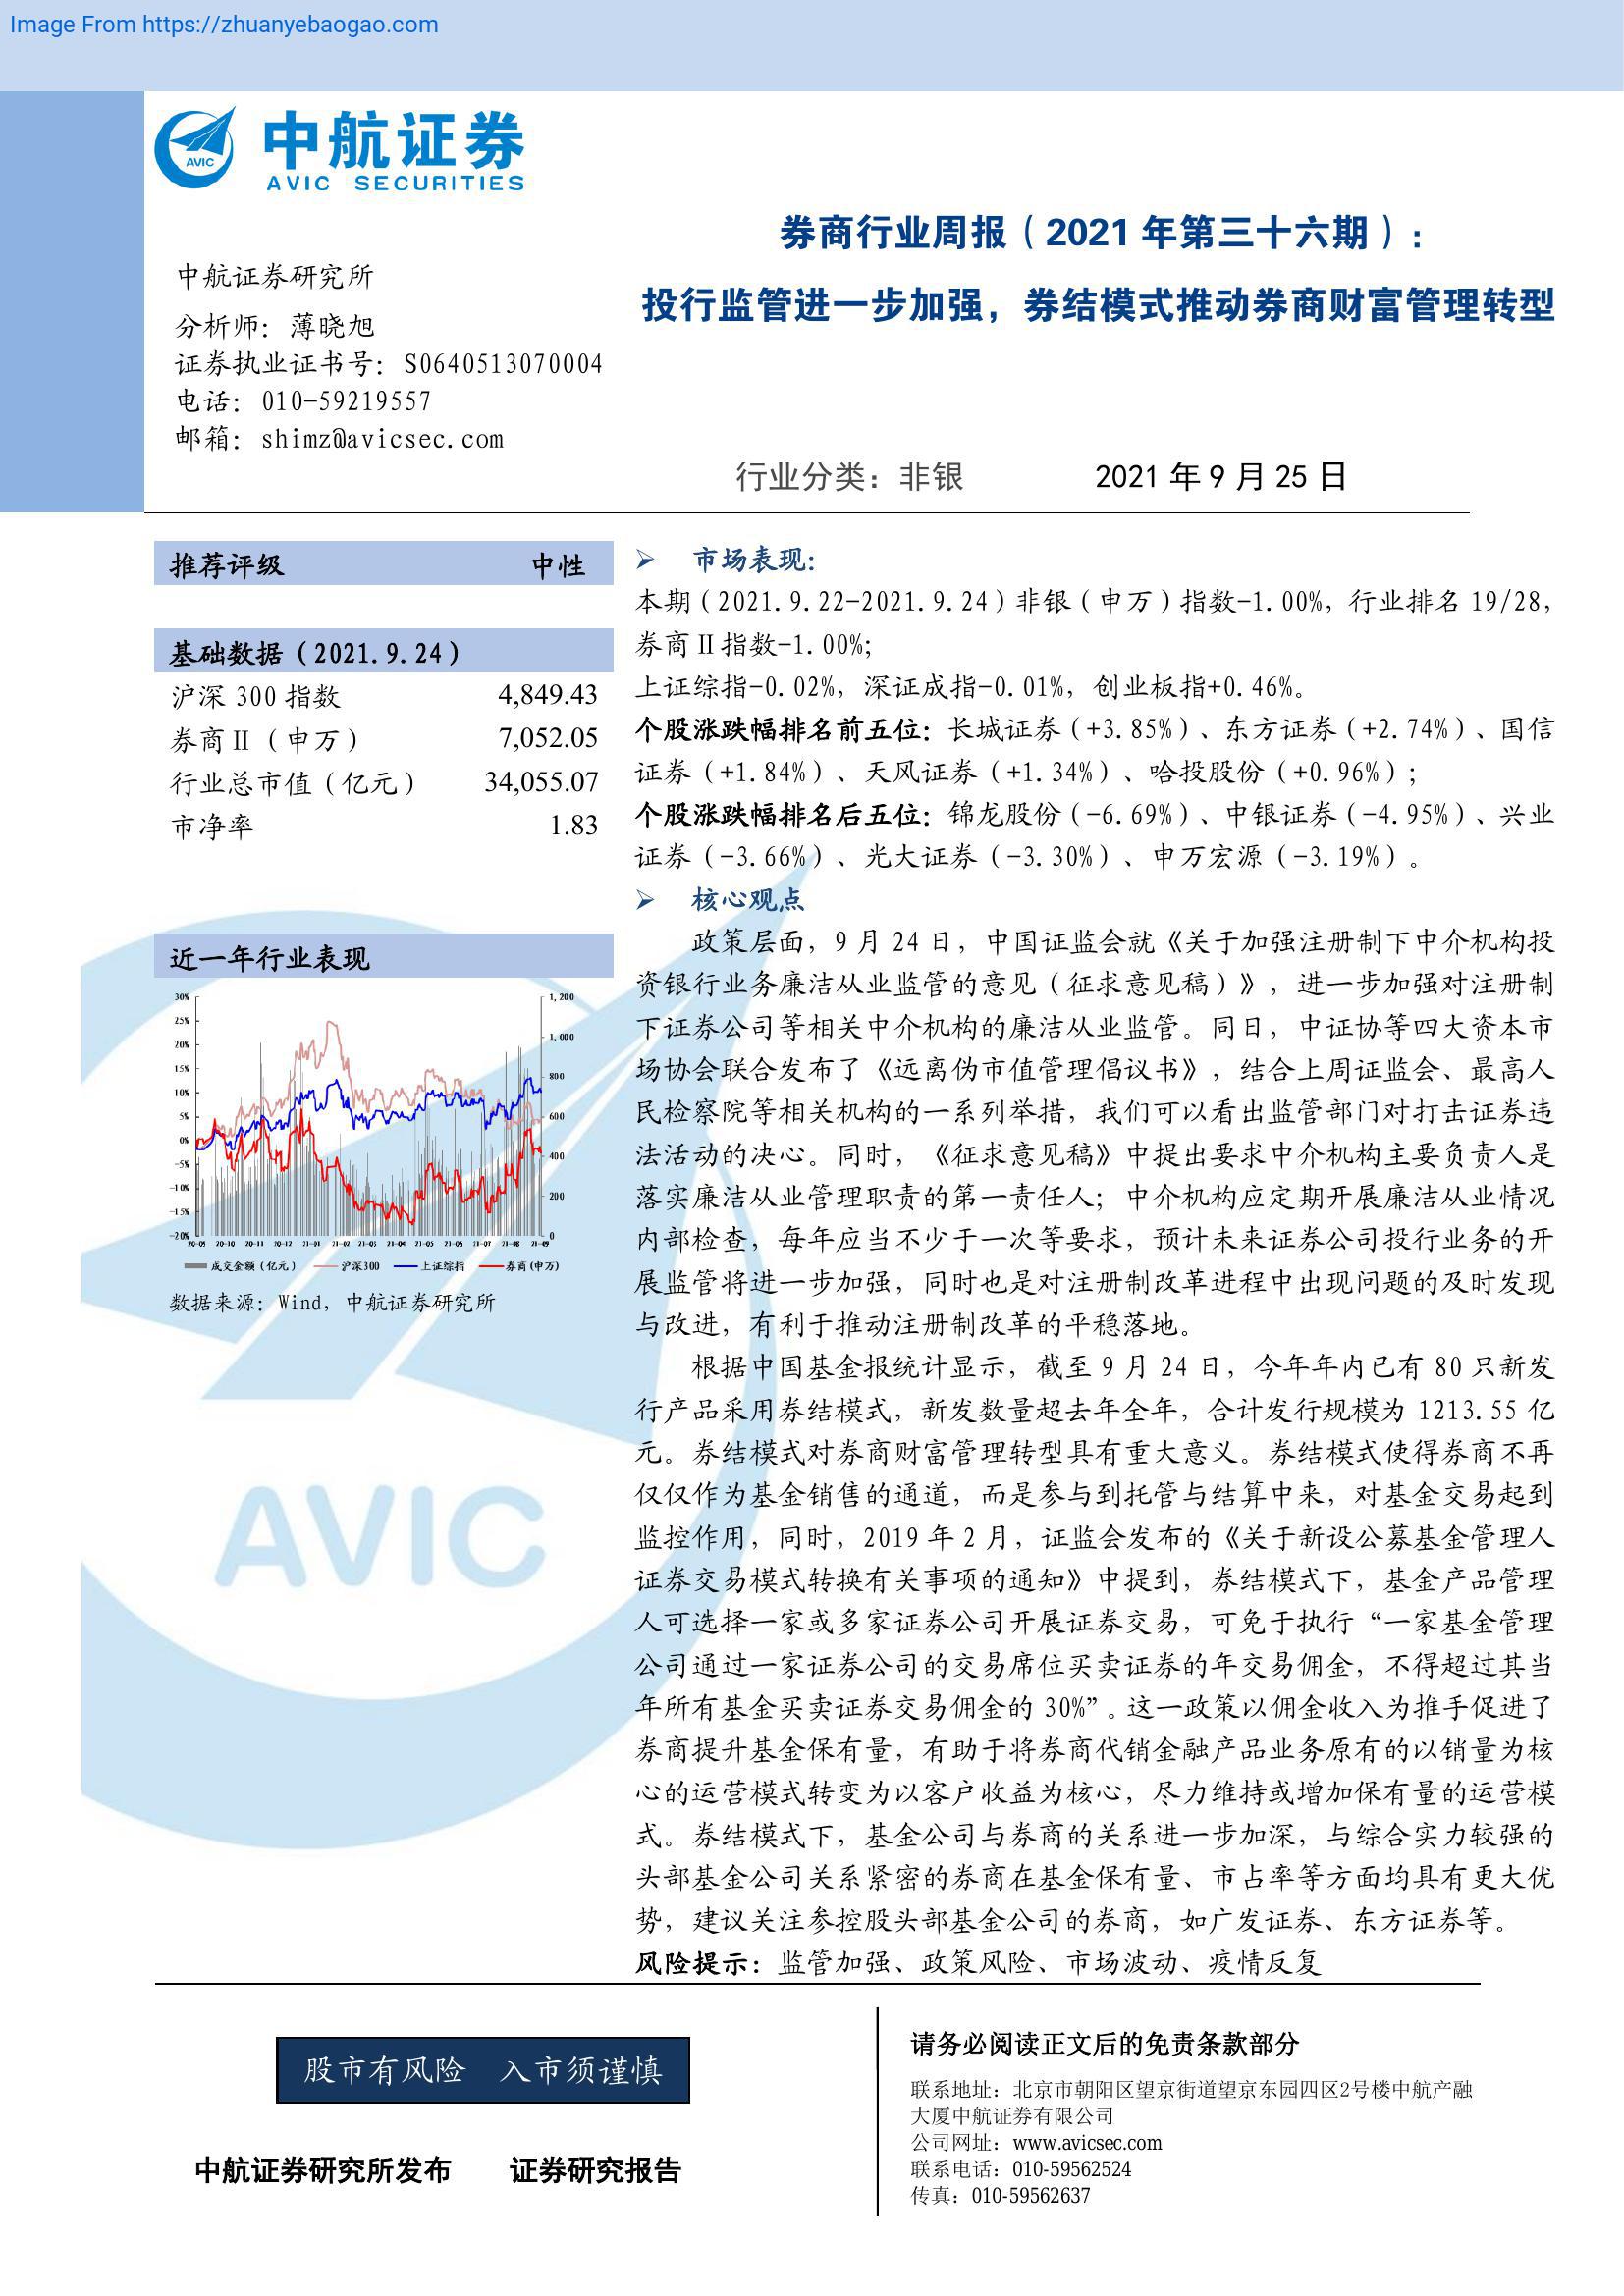 Image From https://zhuanyebaogao.com
AVIC
中航证券
AVIC SECURITIES
券商行业周报（2021 年第三十六期）：
投行监管进一步加强，券结模式推动券商财富管理转型
中航证券研究所
分析师：薄晓旭
证券执业证书号：S0640513070004
电话：010-59219557
邮箱：shimz@avicsec.com
行业分类：非银 2021 年 9 月 25 日
推荐评级 中性
基础数据（2021.9.24）
沪深 300 指数 4,849.43
券商Ⅱ（申万） 7,052.05
行业总市值（亿元） 34,055.07
市净率 1.83
近一年行业表现
30%
25%
20%
15%
10%
5%
0%
-5%
-10%
-15%
-20%
1,200
1,000
800
600
400
200
0
20-09 20-10 20-11 20-12 21-01 21-02 21-03 21-04 21-05 21-06 21-07 21-08 21-09
成交金额（亿元） 沪深300 上证综指 券商(申万)
数据来源：Wind，中航证券研究所
AVIC
➢ 市场表现：
本期（2021.9.22-2021.9.24）非银（申万）指数-1.00%，行业排名 19/28，
券商Ⅱ指数-1.00%；
上证综指-0.02%，深证成指-0.01%，创业板指+0.46%。
个股涨跌幅排名前五位：长城证券（+3.85%）、东方证券（+2.74%）、国信
证券（+1.84%）、天风证券（+1.34%）、哈投股份（+0.96%）；
个股涨跌幅排名后五位：锦龙股份（-6.69%）、中银证券（-4.95%）、兴业
证券（-3.66%）、光大证券（-3.30%）、申万宏源（-3.19%）。
➢ 核心观点
政策层面，9 月 24 日，中国证监会就《关于加强注册制下中介机构投
资银行业务廉洁从业监管的意见（征求意见稿）》，进一步加强对注册制
下证券公司等相关中介机构的廉洁从业监管。同日，中证协等四大资本市
场协会联合发布了《远离伪市值管理倡议书》，结合上周证监会、最高人
民检察院等相关机构的一系列举措，我们可以看出监管部门对打击证券违
法活动的决心。同时，《征求意见稿》中提出要求中介机构主要负责人是
落实廉洁从业管理职责的第一责任人；中介机构应定期开展廉洁从业情况
内部检查，每年应当不少于一次等要求，预计未来证券公司投行业务的开
展监管将进一步加强，同时也是对注册制改革进程中出现问题的及时发现
与改进，有利于推动注册制改革的平稳落地。
根据中国基金报统计显示，截至 9 月 24 日，今年年内已有 80 只新发
行产品采用券结模式，新发数量超去年全年，合计发行规模为 1213.55 亿
元。券结模式对券商财富管理转型具有重大意义。券结模式使得券商不再
仅仅作为基金销售的通道，而是参与到托管与结算中来，对基金交易起到
监控作用，同时，2019 年 2 月，证监会发布的《关于新设公募基金管理人
证券交易模式转换有关事项的通知》中提到，券结模式下，基金产品管理
人可选择一家或多家证券公司开展证券交易，可免于执行“一家基金管理
公司通过一家证券公司的交易席位买卖证券的年交易佣金，不得超过其当
年所有基金买卖证券交易佣金的 30%”。这一政策以佣金收入为推手促进了
券商提升基金保有量，有助于将券商代销金融产品业务原有的以销量为核
心的运营模式转变为以客户收益为核心，尽力维持或增加保有量的运营模
式。券结模式下，基金公司与券商的关系进一步加深，与综合实力较强的
头部基金公司关系紧密的券商在基金保有量、市占率等方面均具有更大优
势，建议关注参控股头部基金公司的券商，如广发证券、东方证券等。
风险提示：监管加强、政策风险、市场波动、疫情反复
股市有风险 入市须谨慎
中航证券研究所发布 证券研究报告
请务必阅读正文后的免责条款部分
联系地址：北京市朝阳区望京街道望京东园四区2号楼中航产融
大厦中航证券有限公司
公司网址：www.avicsec.com
联系电话：010-59562524
传真：010-59562637